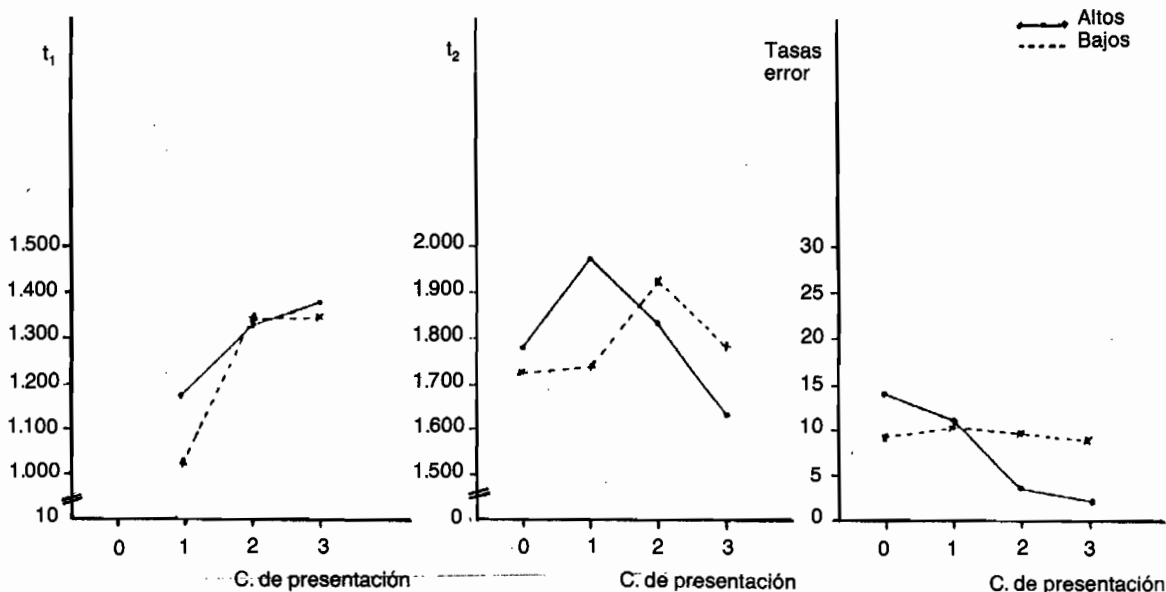 Altos
Bajos
t₁
1.500
1.400
1.300
1.200
1.100
1.000
10
0 1 2 3
C. de presentación
t₂
2.000
1.900
1.800
1.700
1.600
1.500
0
0 1 2 3
C. de presentación
Tasas
error
30
25
20
15
10
5
0
0 1 2 3
C. de presentación